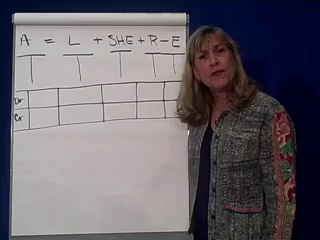 A = L + SHE + R - E
Dr
Cr